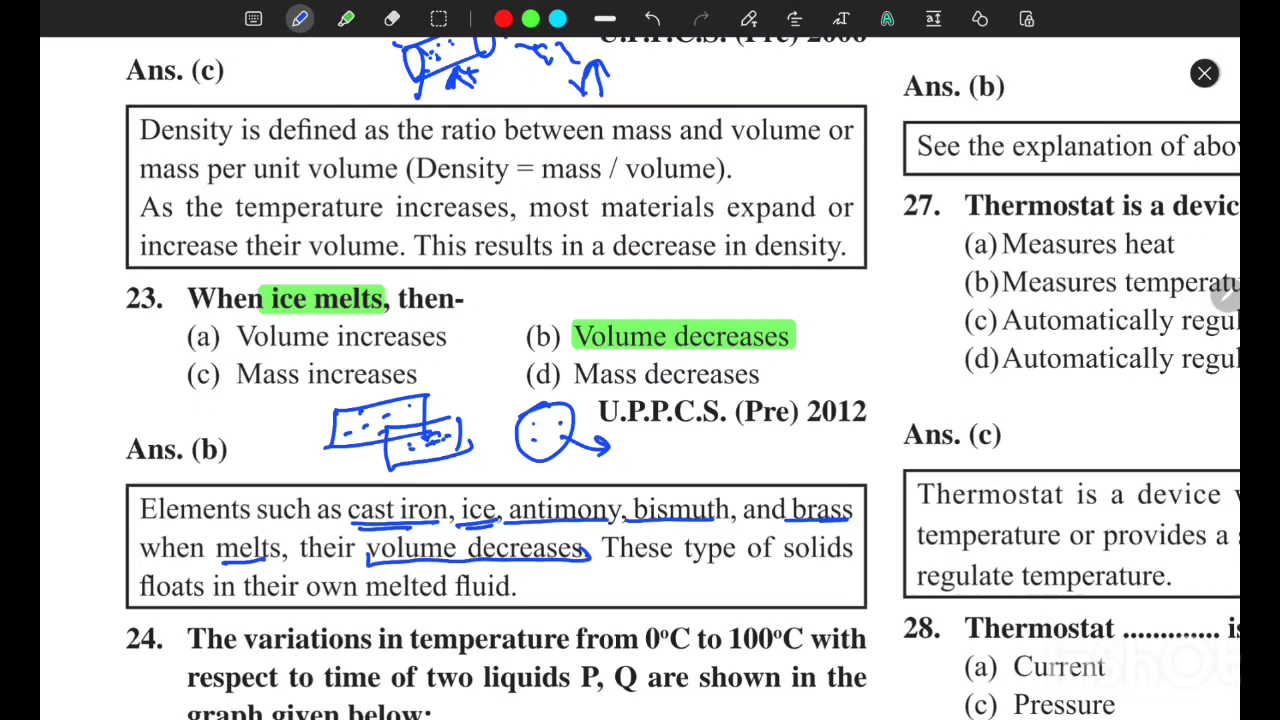 U.P.P.C.S. (Pre) 2006
Ans. (c)
Density is defined as the ratio between mass and volume or
mass per unit volume (Density = mass / volume).
As the temperature increases, most materials expand or
increase their volume. This results in a decrease in density.
23. When ice melts, then-
(a) Volume increases
(b) Volume decreases
(c) Mass increases
(d) Mass decreases
U.P.P.C.S. (Pre) 2012
Ans. (b)
Elements such as cast iron, ice, antimony, bismuth, and brass
when melts, their volume decreases. These type of solids
floats in their own melted fluid.
24. The variations in temperature from 0°C to 100°C with
respect to time of two liquids P, Q are shown in the
graph given below:
Ans. (b)
See the explanation of abo
27. Thermostat is a devic
(a) Measures heat
(b) Measures temperatu
(c) Automatically regul
(d) Automatically regul
Ans. (c)
Thermostat is a device
temperature or provides a
regulate temperature.
28. Thermostat ............. i
(a) Current
(c) Pressure